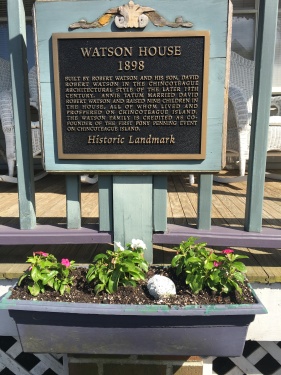 WATSON HOUSE
1898
BUILT BY ROBERT WATSON AND HIS SON, DAVID
ROBERT WATSON IN THE CHINCOTEAGUE
ARCHITECTURAL STYLE OF THE LATER 19TH
CENTURY. ANNIE TATUM MARRIED DAVID
ROBERT WATSON AND RAISED NINE CHILDREN IN
THE HOUSE, ALL OF WHOM LIVED AND
PROSPERED ON CHINCOTEAGUE ISLAND.
THE WATSON FAMILY IS CREDITED AS CO-
FOUNDER OF THE FIRST PONY PENNING EVENT
ON CHINCOTEAGUE ISLAND.
Historic Landmark